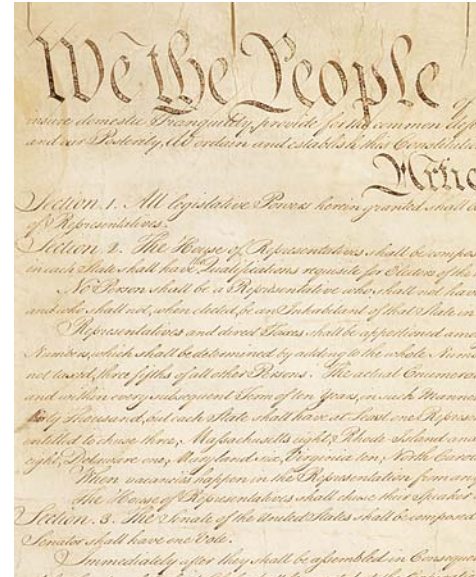 We the People
of
insure domestic Tranquility, provide for the common defe
and our Posterity, do ordain and establish this Constitutio
Artic
Section. 1. All legislative Powers herein granted shall be
of Representatives.
Section. 2. The House of Representatives shall be compos
in each State shall have the Qualifications requisite for Electors of the
No Person shall be a Representative who shall not have
and who shall not, when elected, be an Inhabitant of that State in
Representatives and direct Taxes shall be apportioned amo
Numbers, which shall be determined by adding to the whole Num
not taxed, three fifths of all other Persons. The actual Enumera
and within every subsequent Term of ten Years, in such Manne
thirty Thousand, but each State shall have at Least one Represe
entitled to chuse three, Massachusetts eight, Rhode-Island and
eight, Delaware one, Maryland six, Virginia ten, North Carol
When vacancies happen in the Representation from any
The House of Representatives shall chuse their Speaker
Section. 3. The Senate of the United States shall be composed
Senator shall have one Vote.
Immediately after they shall be assembled in Consequ